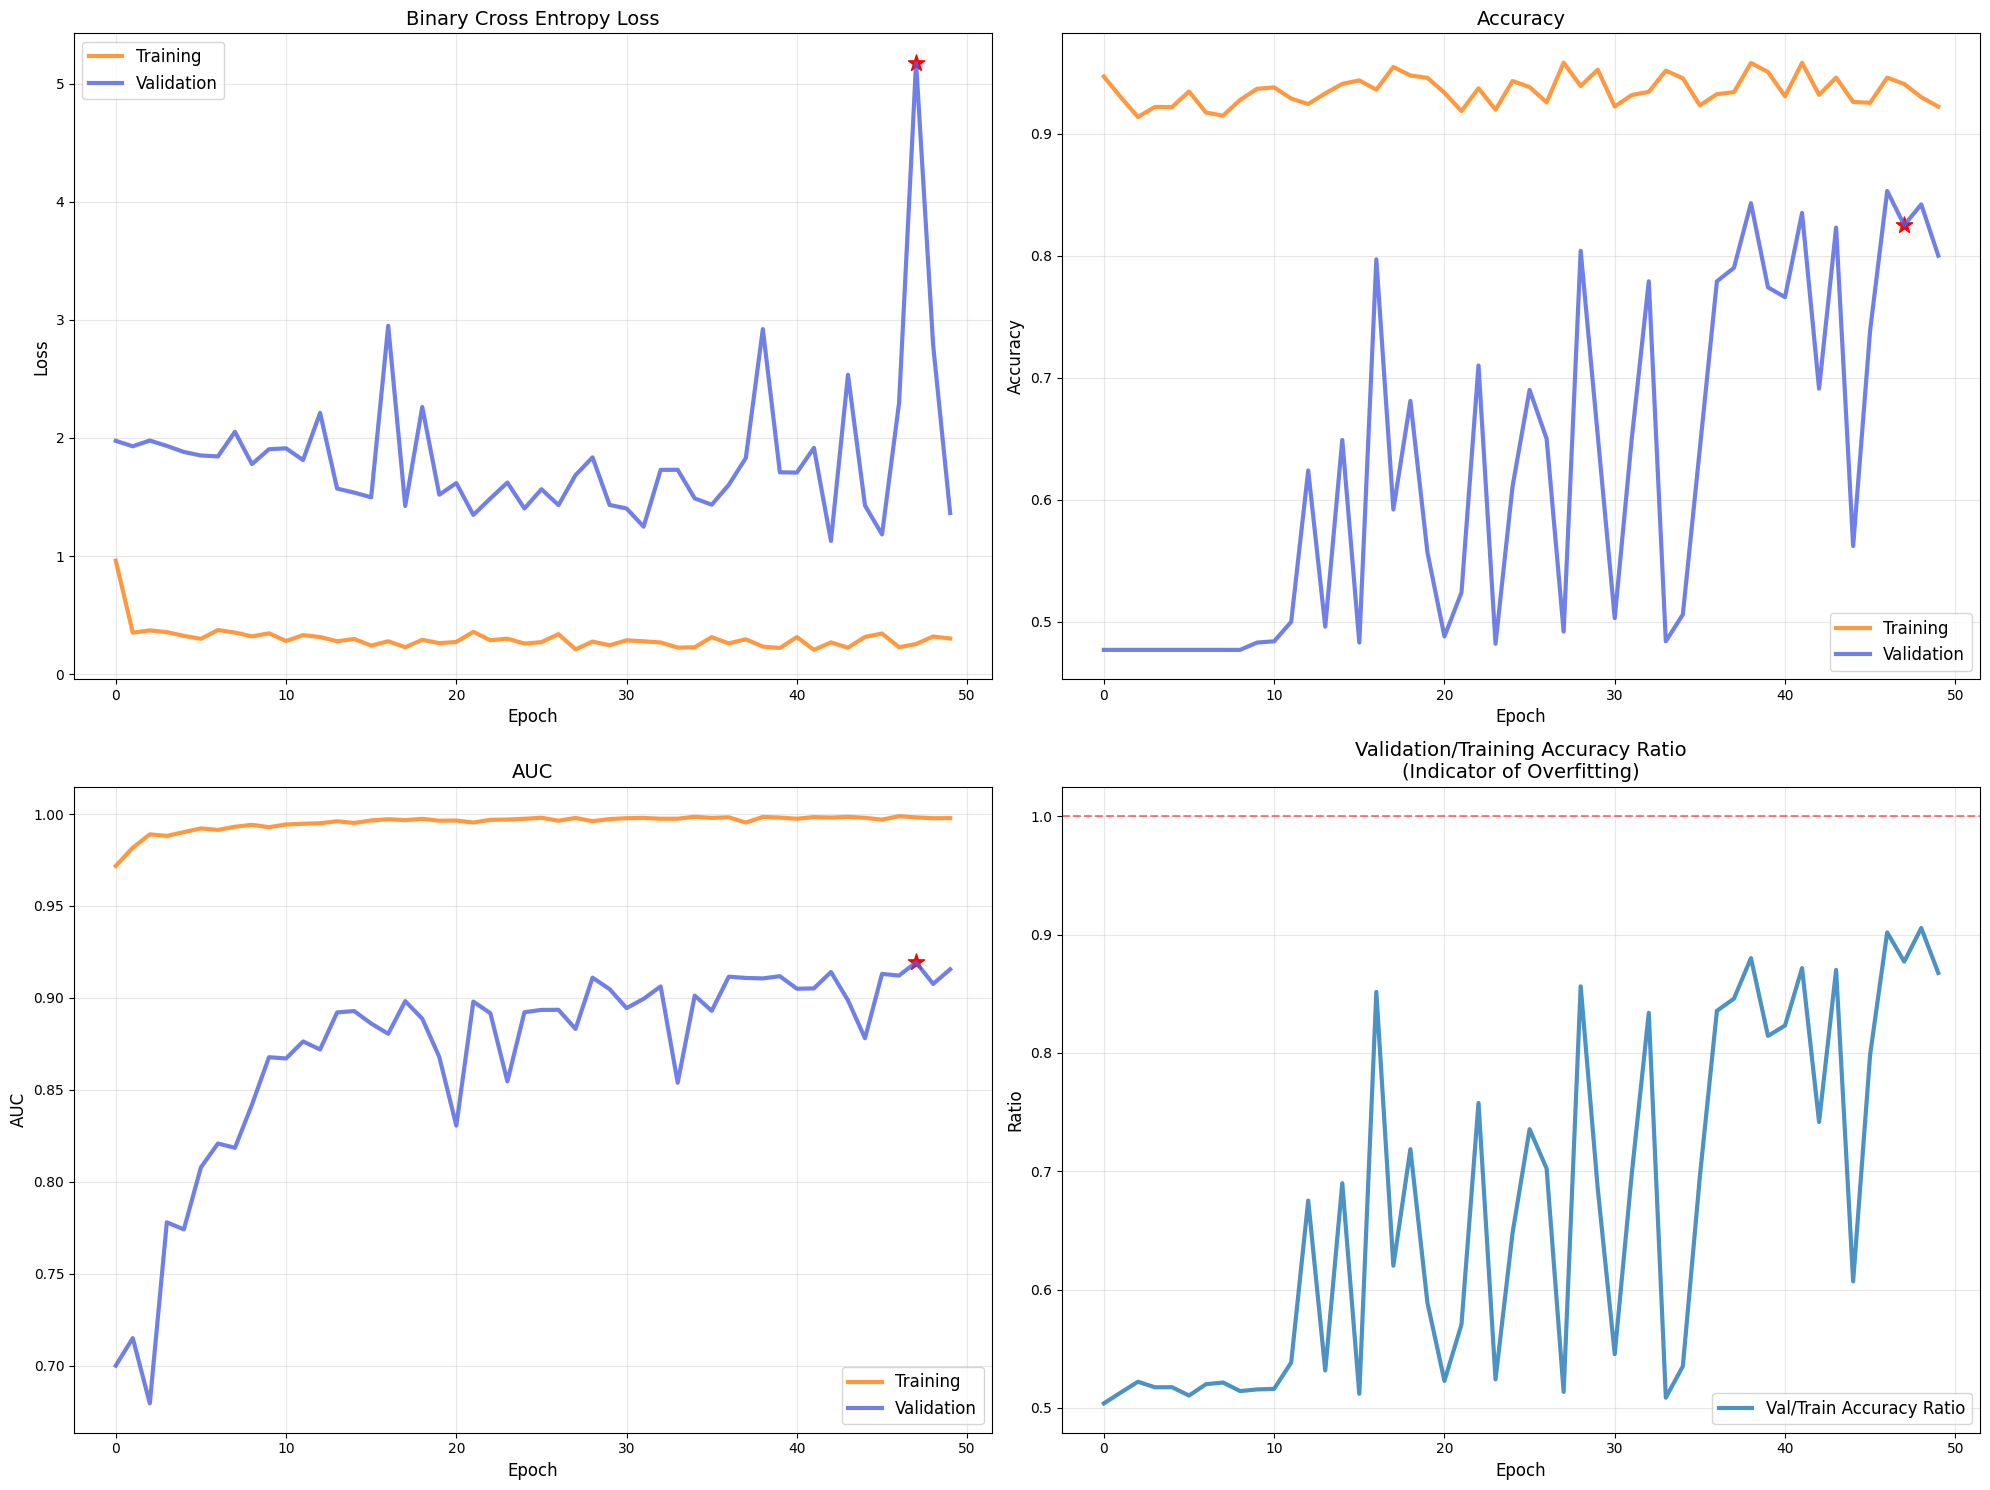 Binary Cross Entropy Loss
Training
Validation
5
4
3
2
1
0
Loss
0 10 20 30 40 50
Epoch
Accuracy
0.9
0.8
0.7
0.6
0.5
Accuracy
Training
Validation
0 10 20 30 40 50
Epoch
AUC
1.00
0.95
0.90
0.85
0.80
0.75
0.70
AUC
Training
Validation
0 10 20 30 40 50
Epoch
Validation/Training Accuracy Ratio
(Indicator of Overfitting)
1.0
0.9
0.8
0.7
0.6
0.5
Ratio
Val/Train Accuracy Ratio
0 10 20 30 40 50
Epoch